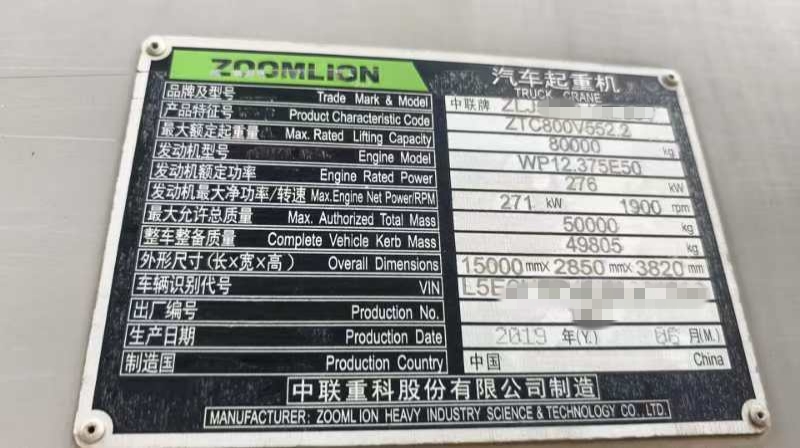 ZOOMLION 汽车起重机
TRUCK CRANE
品牌及型号 Trade Mark & Model 中联牌 ZLJ
产品特征号 Product Characteristic Code ZTC800V552.2
最大额定起重量 Max. Rated Lifting Capacity 80000 kg
发动机型号 Engine Model WP12.375E50
发动机额定功率 Engine Rated Power 276 kW
发动机最大净功率/转速 Max.Engine Net Power/RPM 271 kW 1900 rpm
最大允许总质量 Max. Authorized Total Mass 50000 kg
整车整备质量 Complete Vehicle Kerb Mass 49805 kg
外形尺寸(长×宽×高) Overall Dimensions 15000 mm× 2850 mm× 3820 mm
车辆识别代号 VIN L5E
出厂编号 Production No.
生产日期 Production Date 2019 年(Y.) 06 月(M.)
制造国 Production Country 中国 China
中联重科股份有限公司制造
MANUFACTURER: ZOOMLION HEAVY INDUSTRY SCIENCE & TECHNOLOGY CO., LTD.